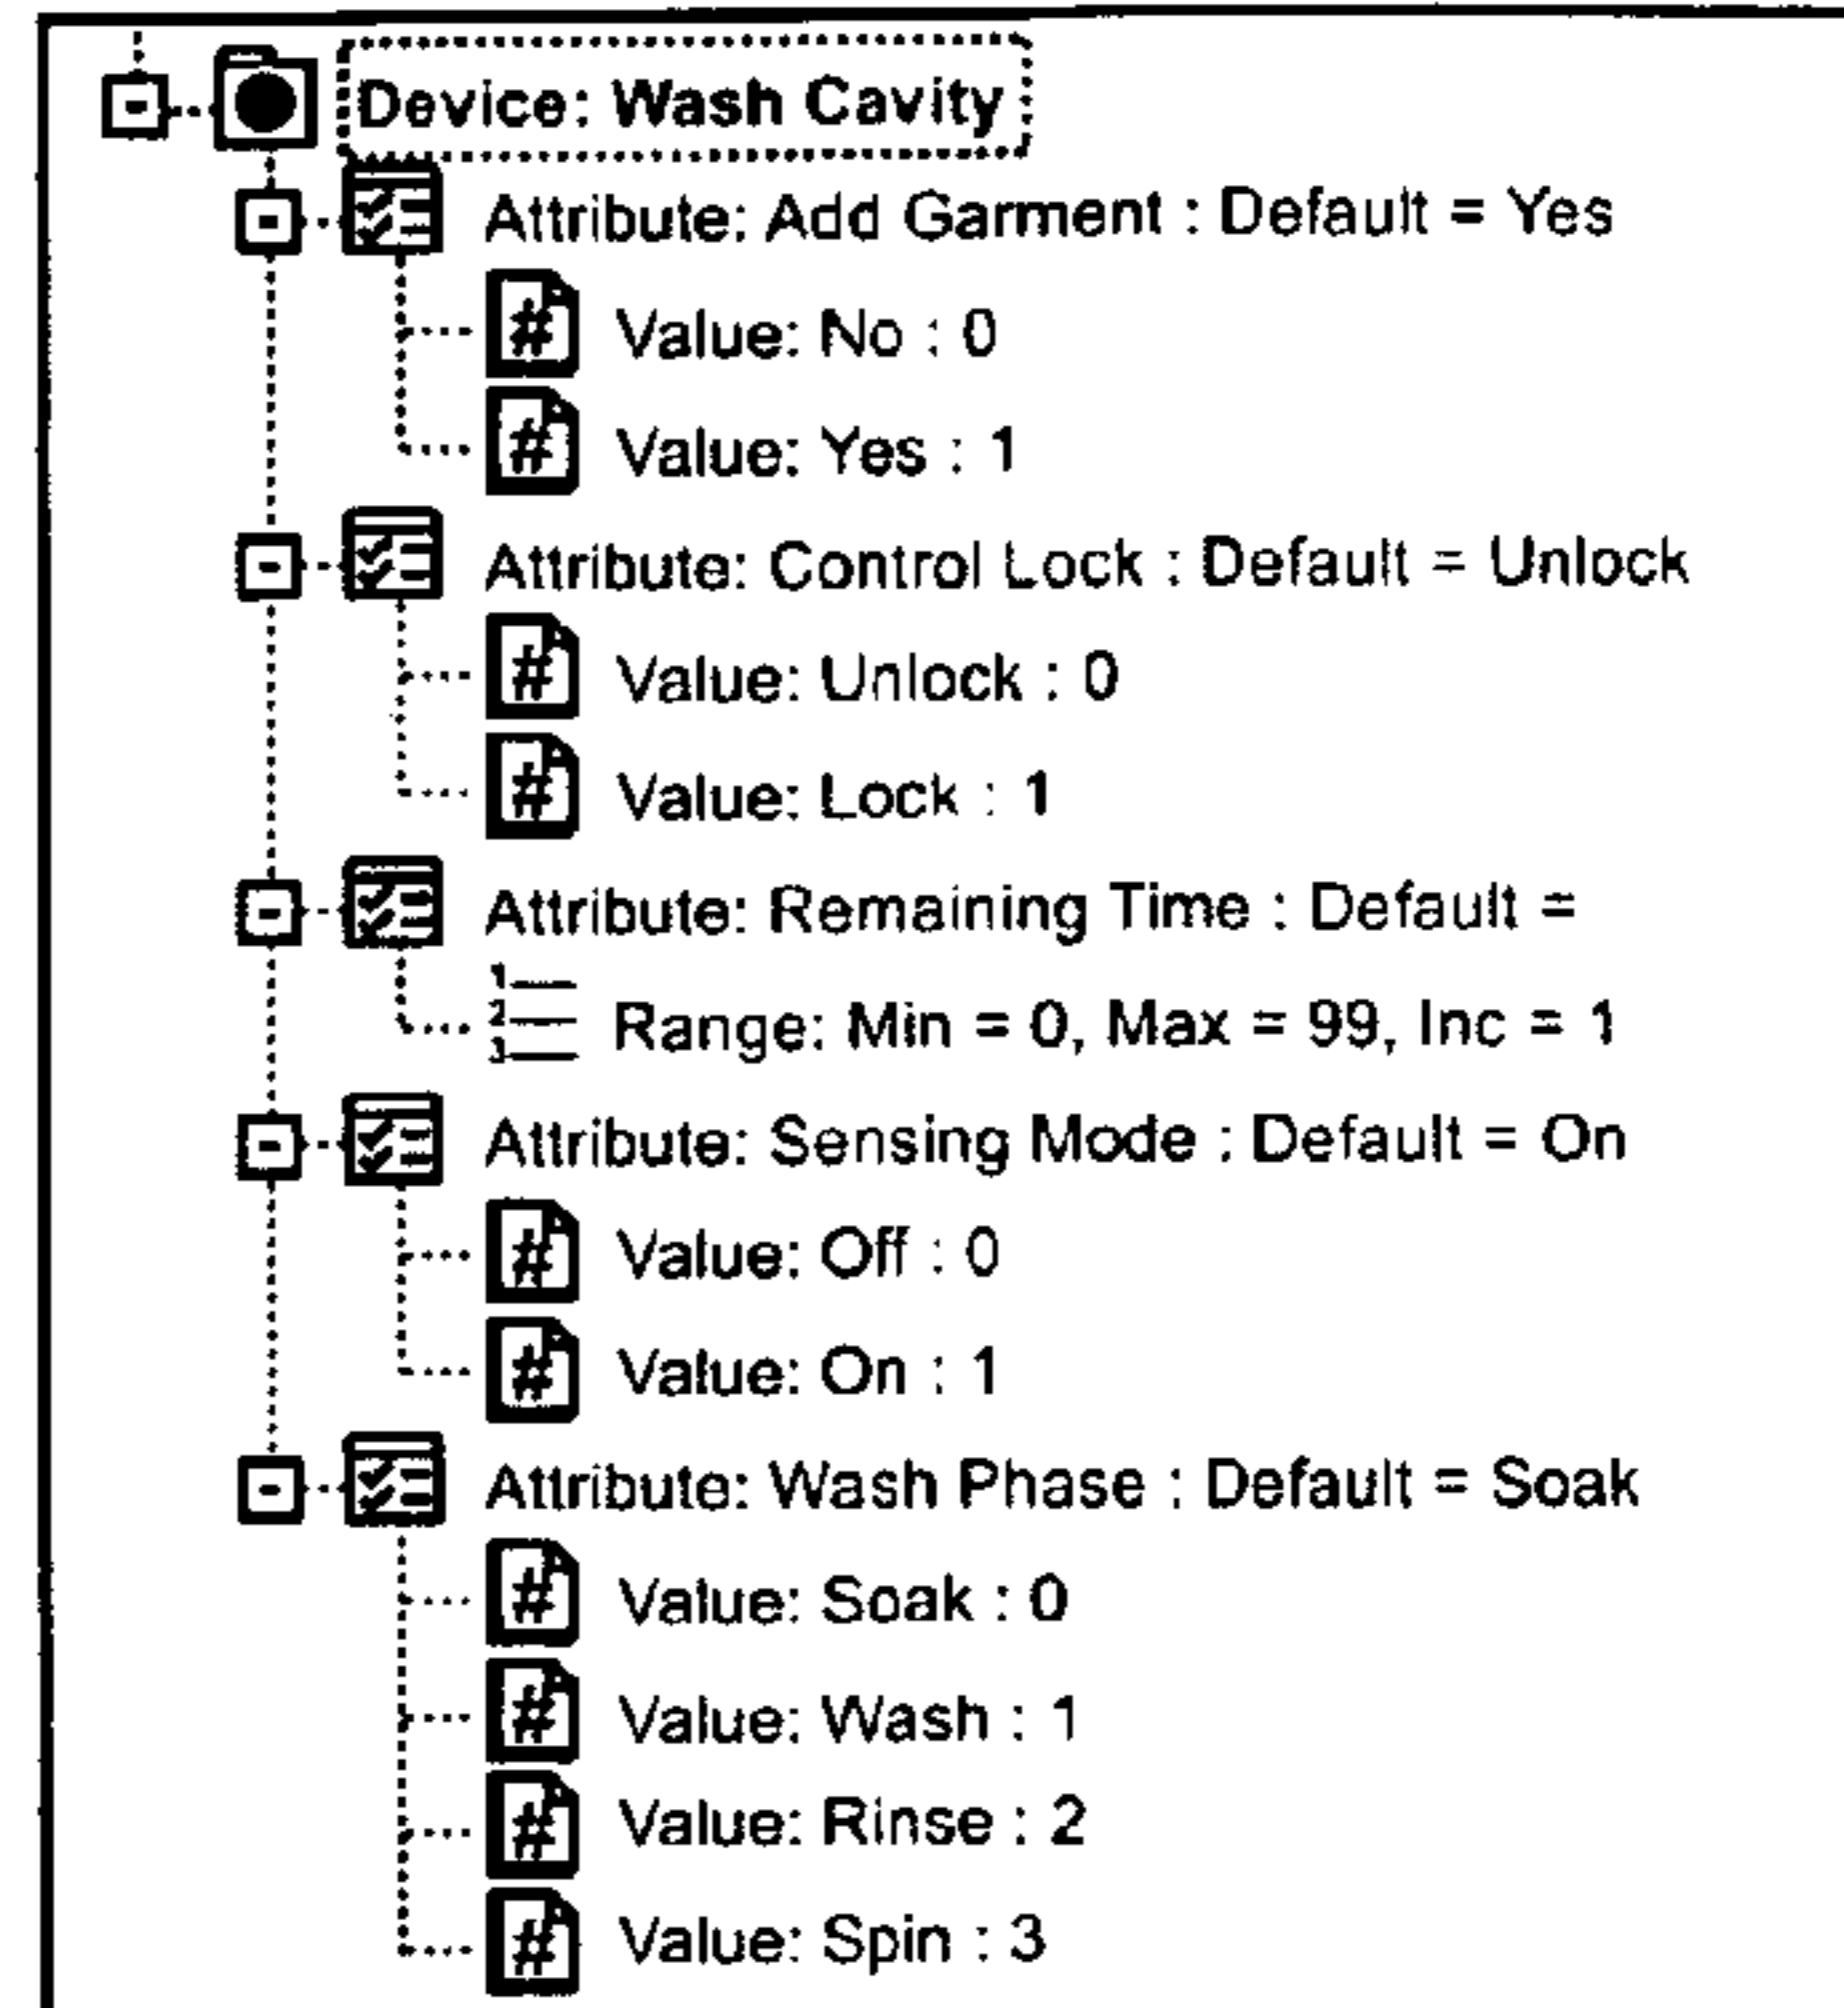 Device: Wash Cavity
Attribute: Add Garment : Default = Yes
# Value: No : 0
# Value: Yes : 1
Attribute: Control Lock : Default = Unlock
# Value: Unlock : 0
# Value: Lock : 1
Attribute: Remaining Time : Default =
1 2 3 Range: Min = 0, Max = 99, Inc = 1
Attribute: Sensing Mode : Default = On
# Value: Off : 0
# Value: On : 1
Attribute: Wash Phase : Default = Soak
# Value: Soak : 0
# Value: Wash : 1
# Value: Rinse : 2
# Value: Spin : 3